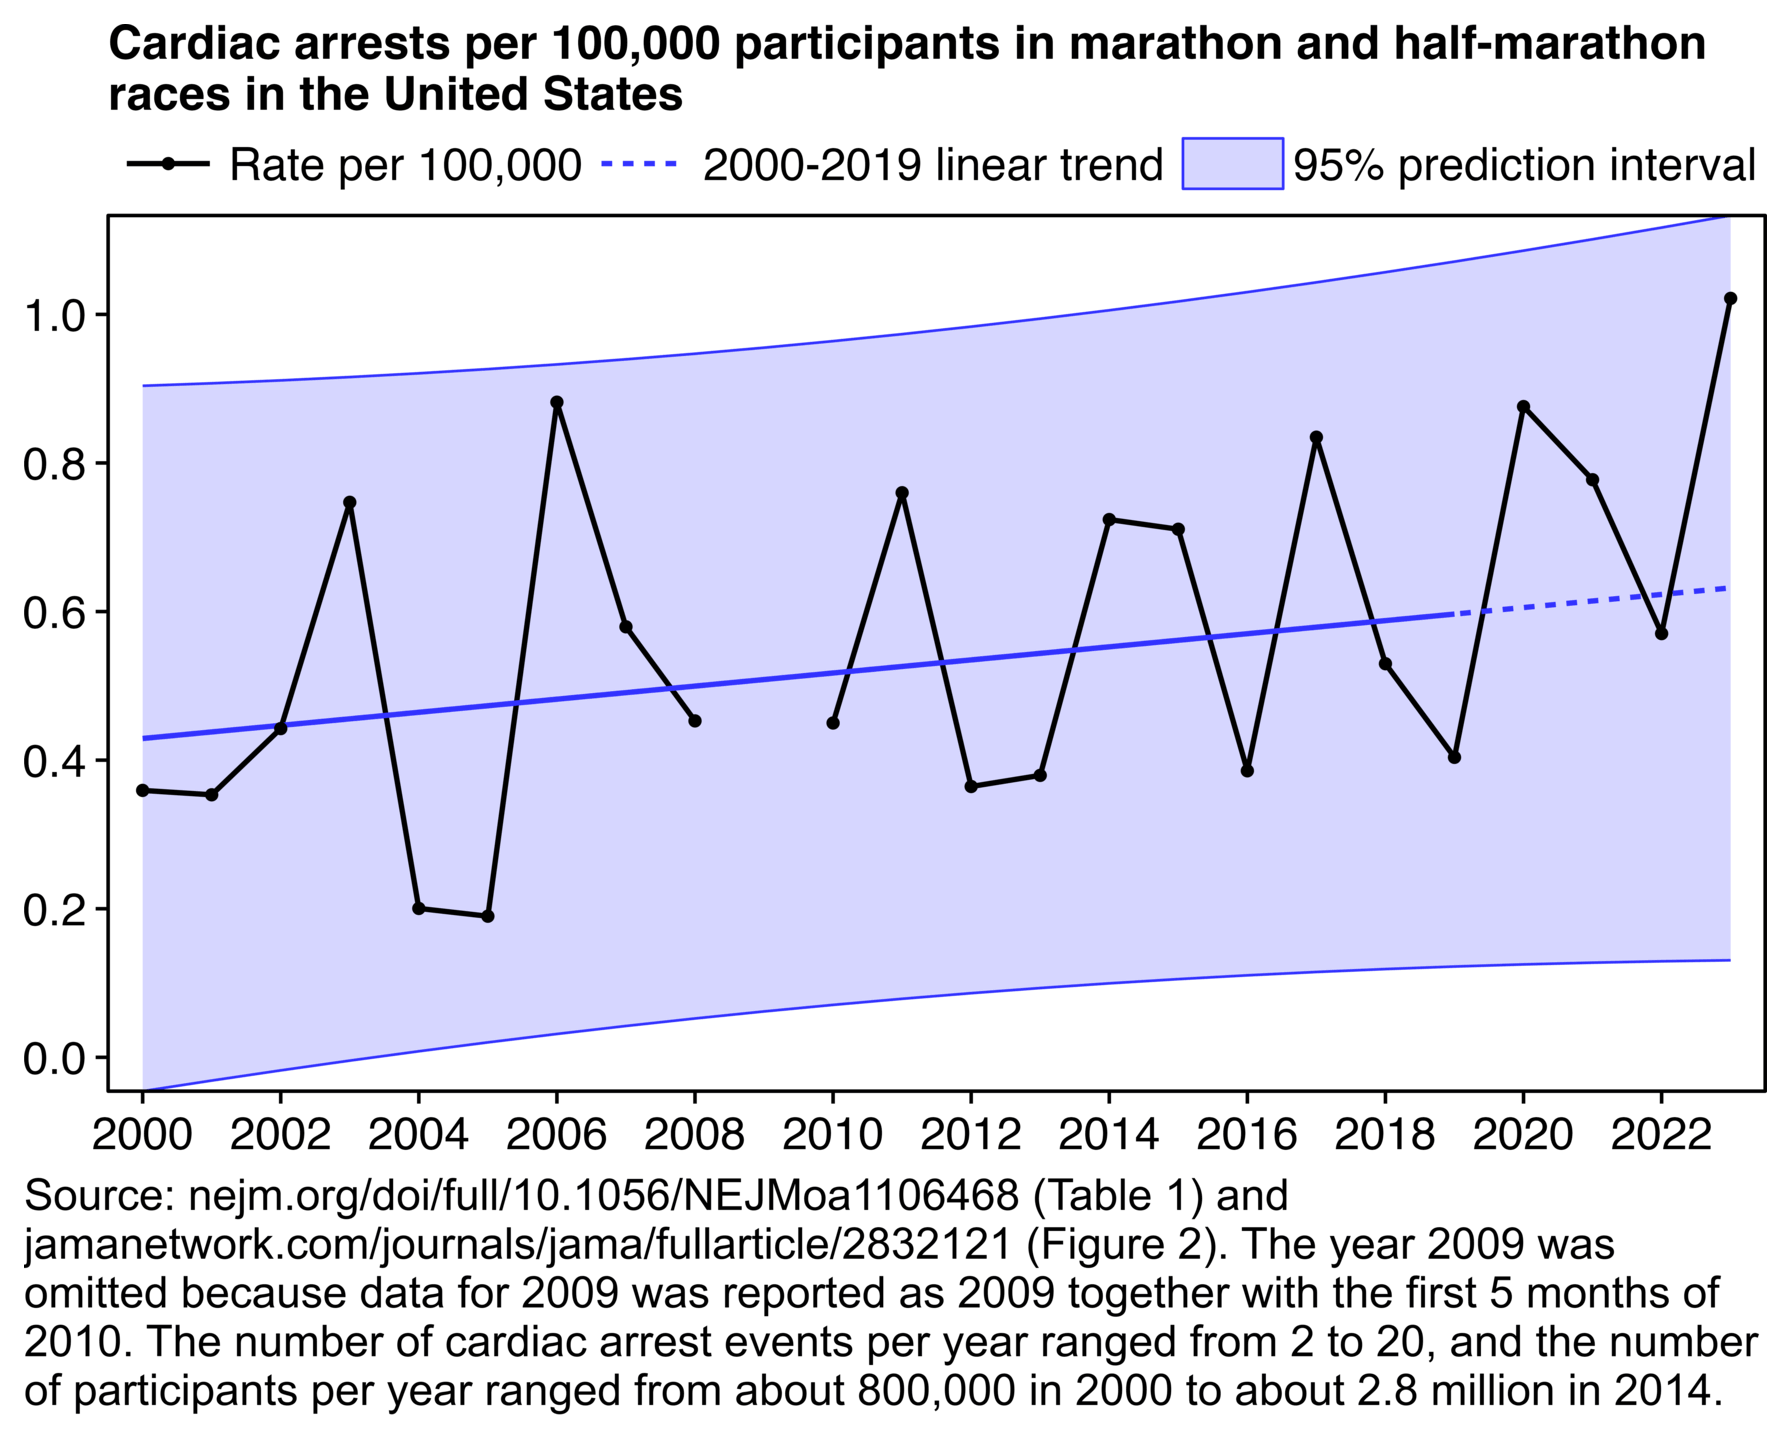 Cardiac arrests per 100,000 participants in marathon and half-marathon
races in the United States
Rate per 100,000 2000-2019 linear trend 95% prediction interval
1.0
0.8
0.6
0.4
0.2
0.0
2000 2002 2004 2006 2008 2010 2012 2014 2016 2018 2020 2022
Source: nejm.org/doi/full/10.1056/NEJMoa1106468 (Table 1) and
jamanetwork.com/journals/jama/fullarticle/2832121 (Figure 2). The year 2009 was
omitted because data for 2009 was reported as 2009 together with the first 5 months of
2010. The number of cardiac arrest events per year ranged from 2 to 20, and the number
of participants per year ranged from about 800,000 in 2000 to about 2.8 million in 2014.